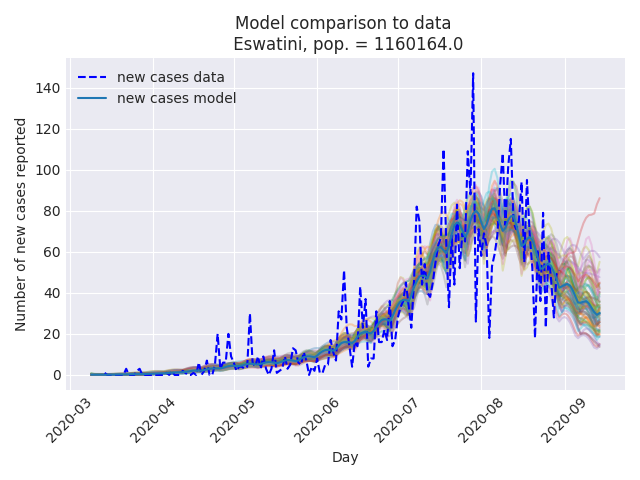 Model comparison to data
Eswatini, pop. = 1160164.0
new cases data
new cases model
Number of new cases reported
140
120
100
80
60
40
20
0
2020-03
2020-04
2020-05
2020-06
2020-07
2020-08
2020-09
Day